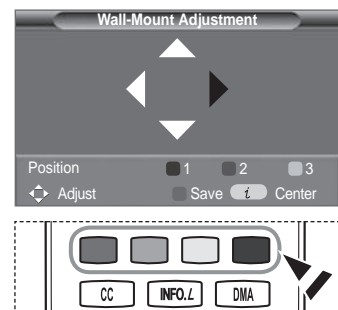 Wall-Mount Adjustment
Position 1 2 3
Adjust Save i Center
CC INFO.L DMA